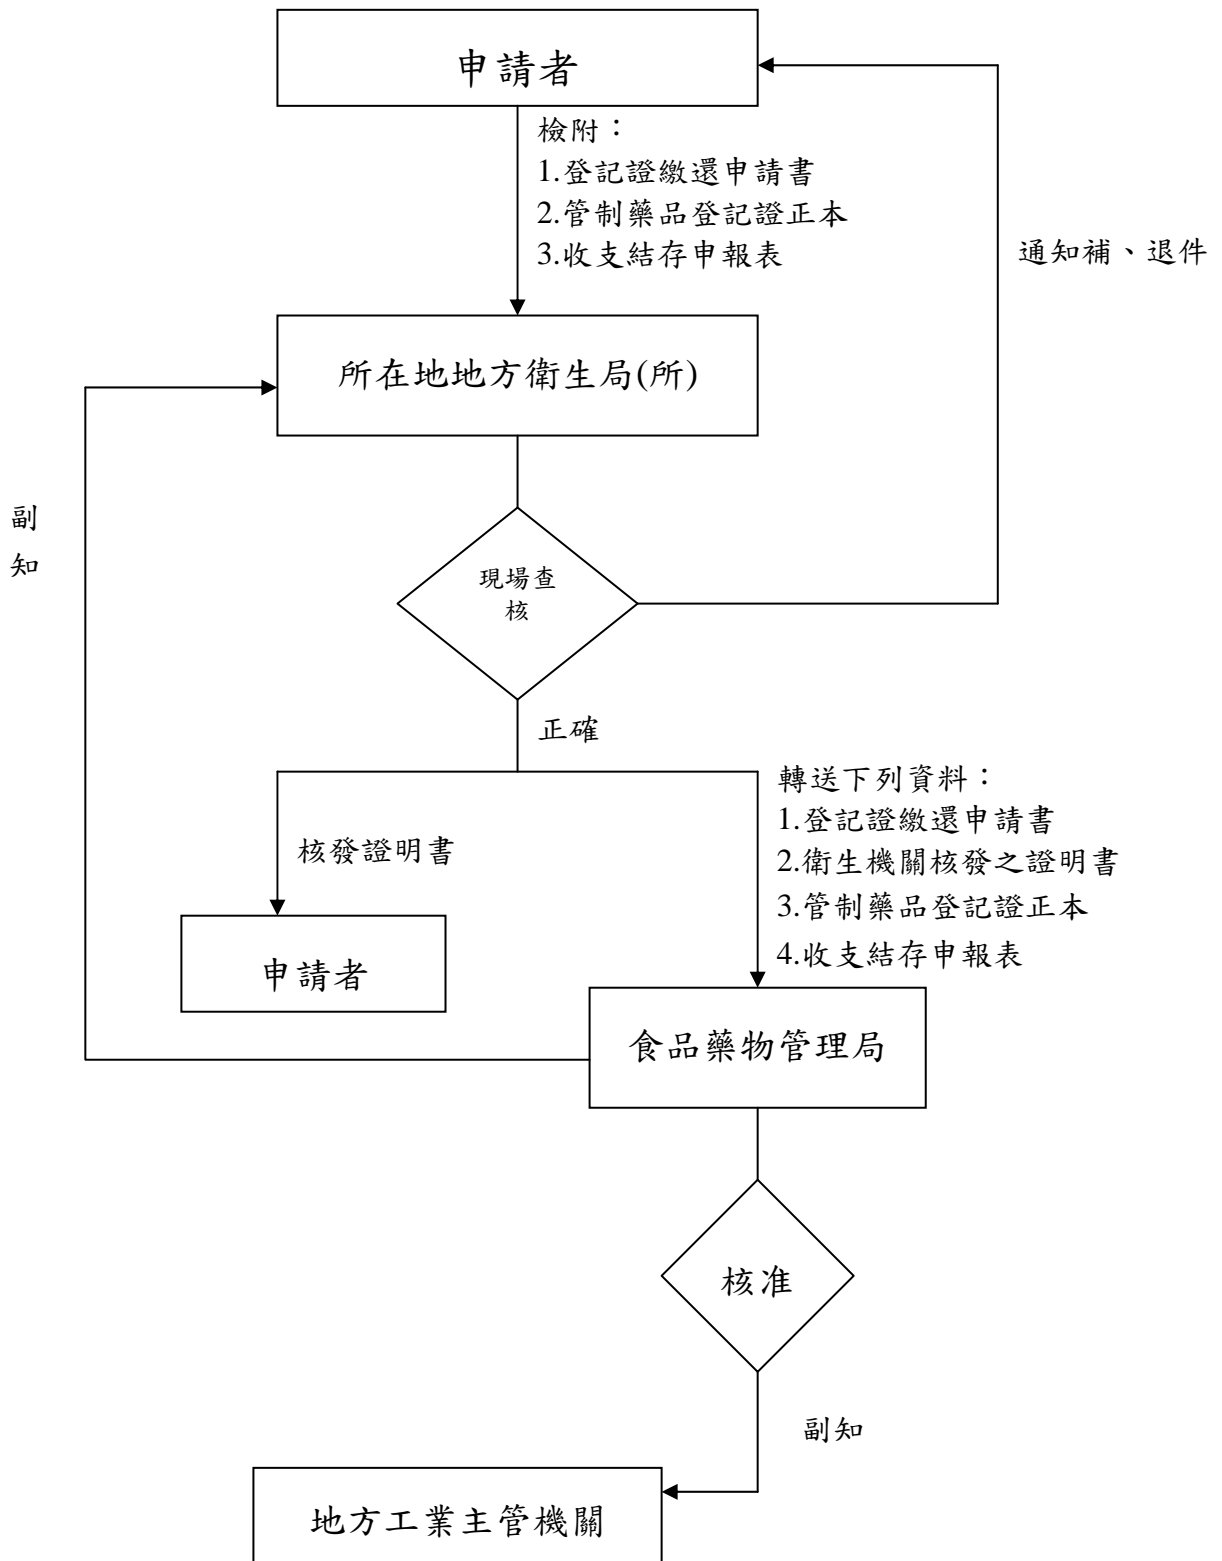 申請者
檢附：
1.登記證繳還申請書
2.管制藥品登記證正本
3.收支結存申報表
通知補、退件
所在地地方衛生局(所)
副
知
現場查
核
正確
轉送下列資料：
1.登記證繳還申請書
2.衛生機關核發之證明書
3.管制藥品登記證正本
4.收支結存申報表
核發證明書
申請者
食品藥物管理局
核准
副知
地方工業主管機關